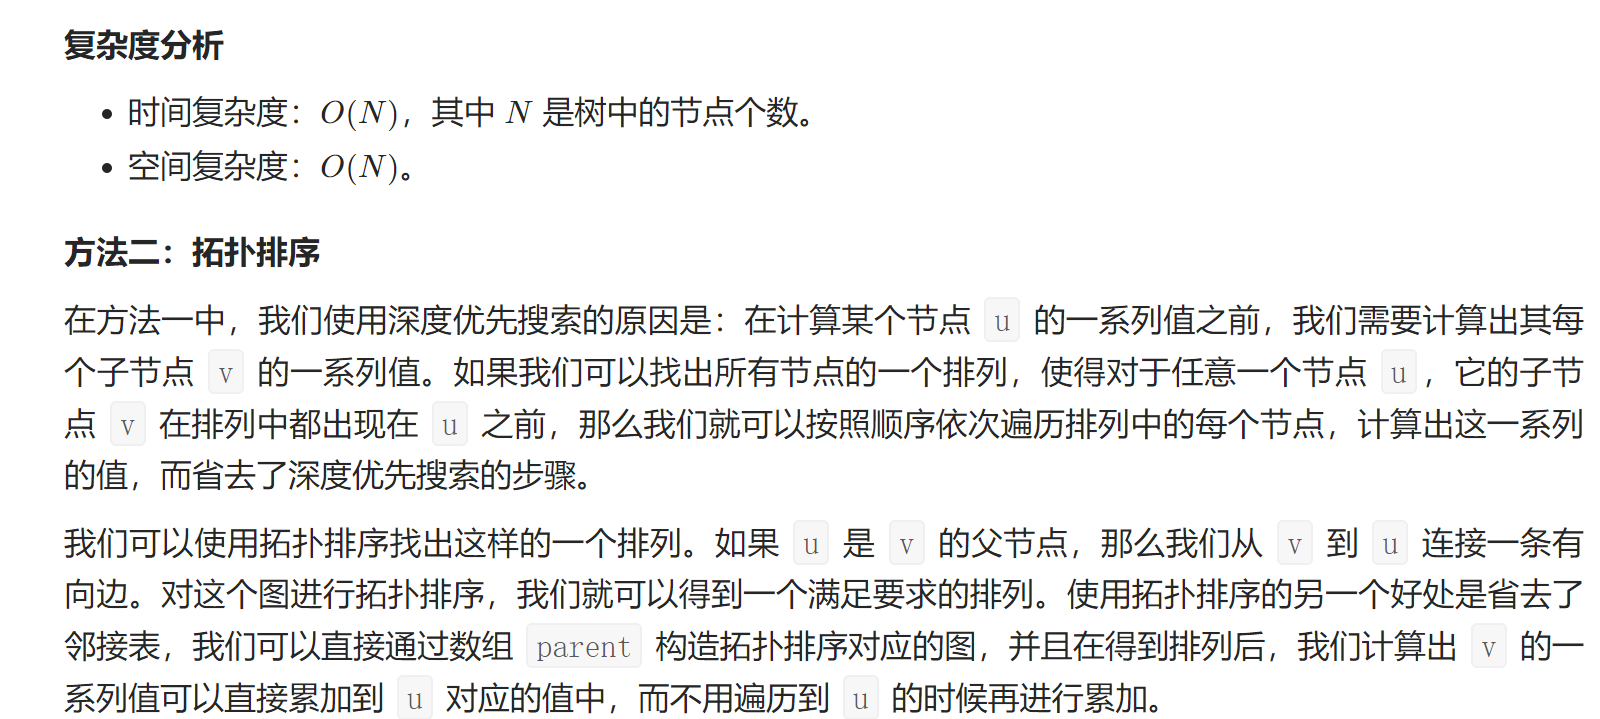 复杂度分析
• 时间复杂度：O(N)，其中 N 是树中的节点个数。
• 空间复杂度：O(N)。
方法二：拓扑排序
在方法一中，我们使用深度优先搜索的原因是：在计算某个节点 u 的一系列值之前，我们需要计算出其每
个子节点 v 的一系列值。如果我们可以找出所有节点的一个排列，使得对于任意一个节点 u，它的子节
点 v 在排列中都出现在 u 之前，那么我们就可以按照顺序依次遍历排列中的每个节点，计算出这一系列
的值，而省去了深度优先搜索的步骤。
我们可以使用拓扑排序找出这样的一个排列。如果 u 是 v 的父节点，那么我们从 v 到 u 连接一条有
向边。对这个图进行拓扑排序，我们就可以得到一个满足要求的排列。使用拓扑排序的另一个好处是省去了
邻接表，我们可以直接通过数组 parent 构造拓扑排序对应的图，并且在得到排列后，我们计算出 v 的一
系列值可以直接累加到 u 对应的值中，而不用遍历到 u 的时候再进行累加。